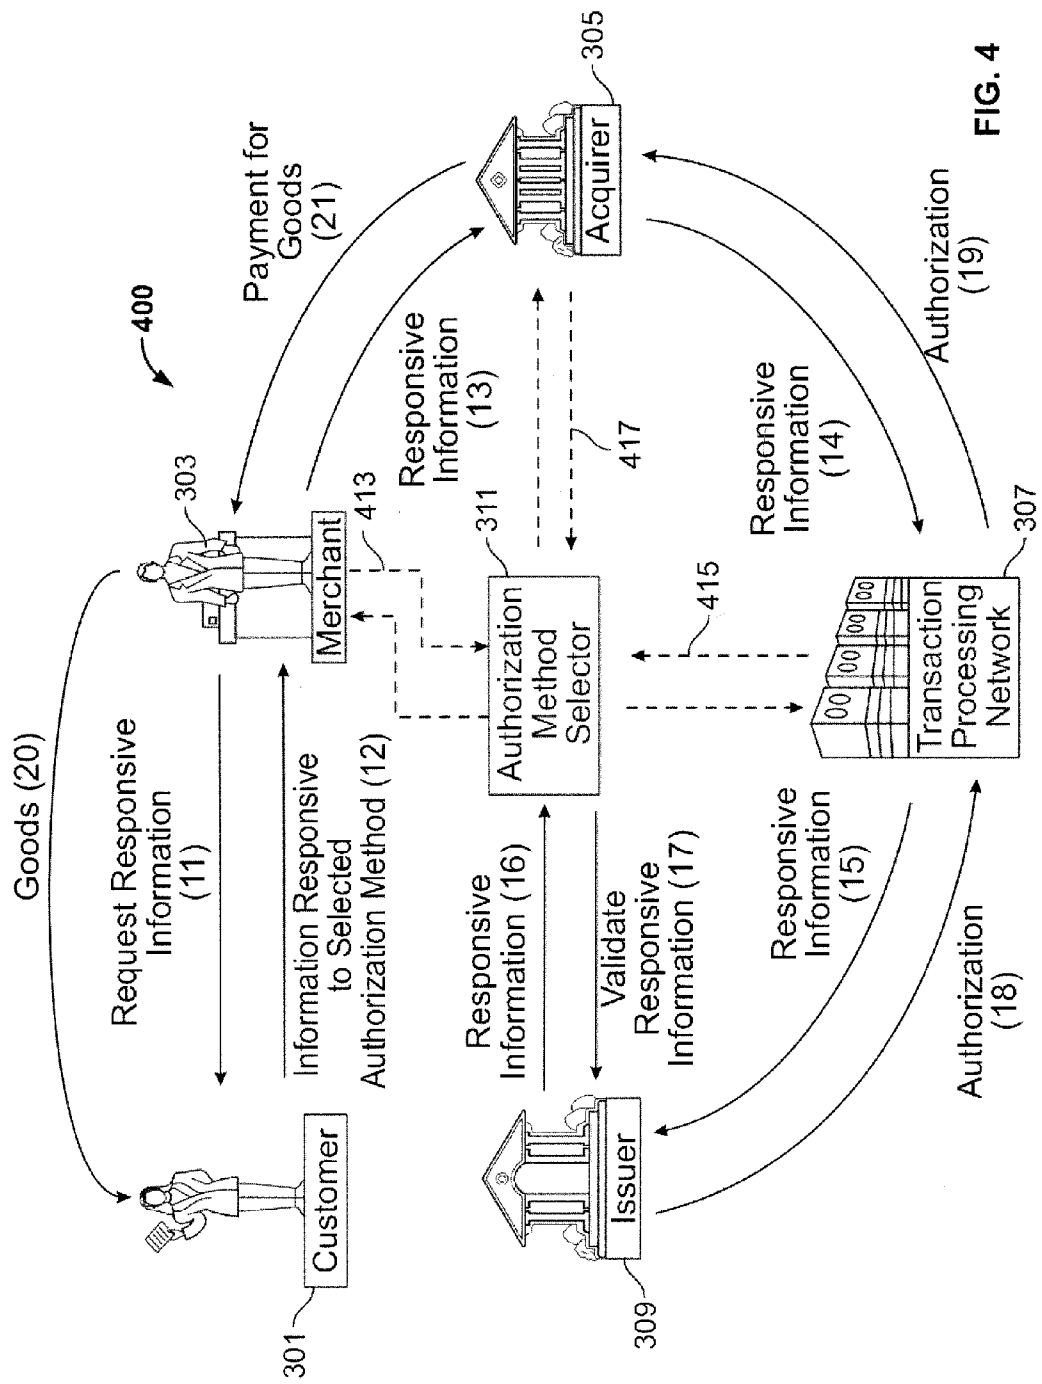 400
Goods (20)
Request Responsive
Information
(11)
Information Responsive
to Selected
Authorization Method (12)
301
Customer
303
Merchant
413
Payment for
Goods
(21)
Responsive
Information
(13)
305
Acquirer
417
311
Authorization
Method
Selector
Responsive
Information (16)
Validate
Responsive
Information (17)
309
Issuer
415
Responsive
Information
(14)
Responsive
Information
(15)
307
Transaction
Processing
Network
Authorization
(18)
Authorization
(19)
FIG. 4